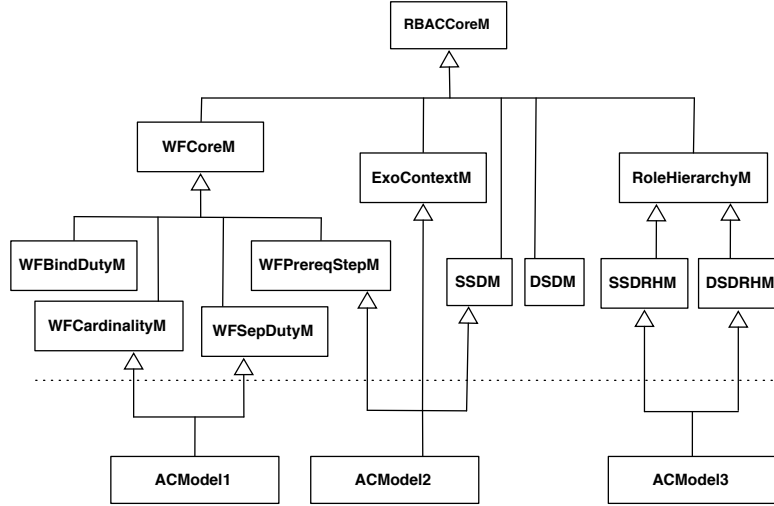 RBACCoreM
WFCoreM
ExoContextM
RoleHierarchyM
WFBindDutyM
WFPrereqStepM
SSDM
DSDM
SSDRHM
DSDRHM
WFCardinalityM
WFSepDutyM
ACModel1
ACModel2
ACModel3